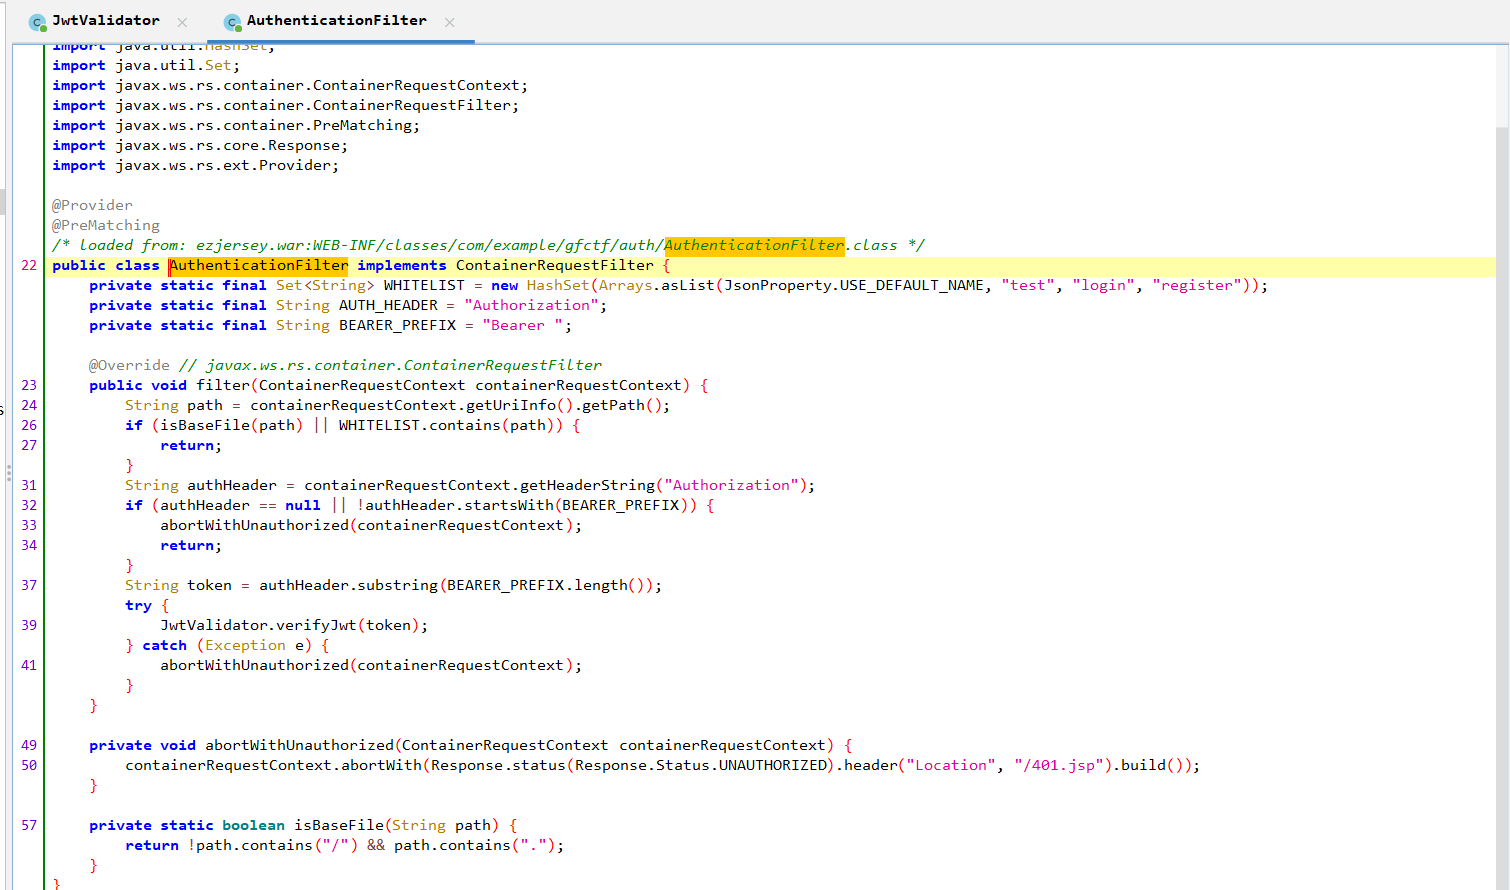 JwtValidator
AuthenticationFilter
import java.util.HashSet;
import java.util.Set;
import javax.ws.rs.container.ContainerRequestContext;
import javax.ws.rs.container.ContainerRequestFilter;
import javax.ws.rs.container.PreMatching;
import javax.ws.rs.core.Response;
import javax.ws.rs.ext.Provider;
@Provider
@PreMatching
/* loaded from: ezjersey.war:WEB-INF/classes/com/example/gfctf/auth/AuthenticationFilter.class */
22 public class AuthenticationFilter implements ContainerRequestFilter {
private static final Set<String> WHITELIST = new HashSet(Arrays.asList(JsonProperty.USE_DEFAULT_NAME, "test", "login", "register"));
private static final String AUTH_HEADER = "Authorization";
private static final String BEARER_PREFIX = "Bearer ";
@Override // javax.ws.rs.container.ContainerRequestFilter
23 public void filter(ContainerRequestContext containerRequestContext) {
24 String path = containerRequestContext.getUriInfo().getPath();
26 if (isBaseFile(path) || WHITELIST.contains(path)) {
27 return;
}
31 String authHeader = containerRequestContext.getHeaderString("Authorization");
32 if (authHeader == null || !authHeader.startsWith(BEARER_PREFIX)) {
33 abortWithUnauthorized(containerRequestContext);
34 return;
}
37 String token = authHeader.substring(BEARER_PREFIX.length());
try {
39 JwtValidator.verifyJwt(token);
} catch (Exception e) {
41 abortWithUnauthorized(containerRequestContext);
}
}
49 private void abortWithUnauthorized(ContainerRequestContext containerRequestContext) {
50 containerRequestContext.abortWith(Response.status(Response.Status.UNAUTHORIZED).header("Location", "/401.jsp").build());
}
57 private static boolean isBaseFile(String path) {
return !path.contains("/") && path.contains(".");
}
}